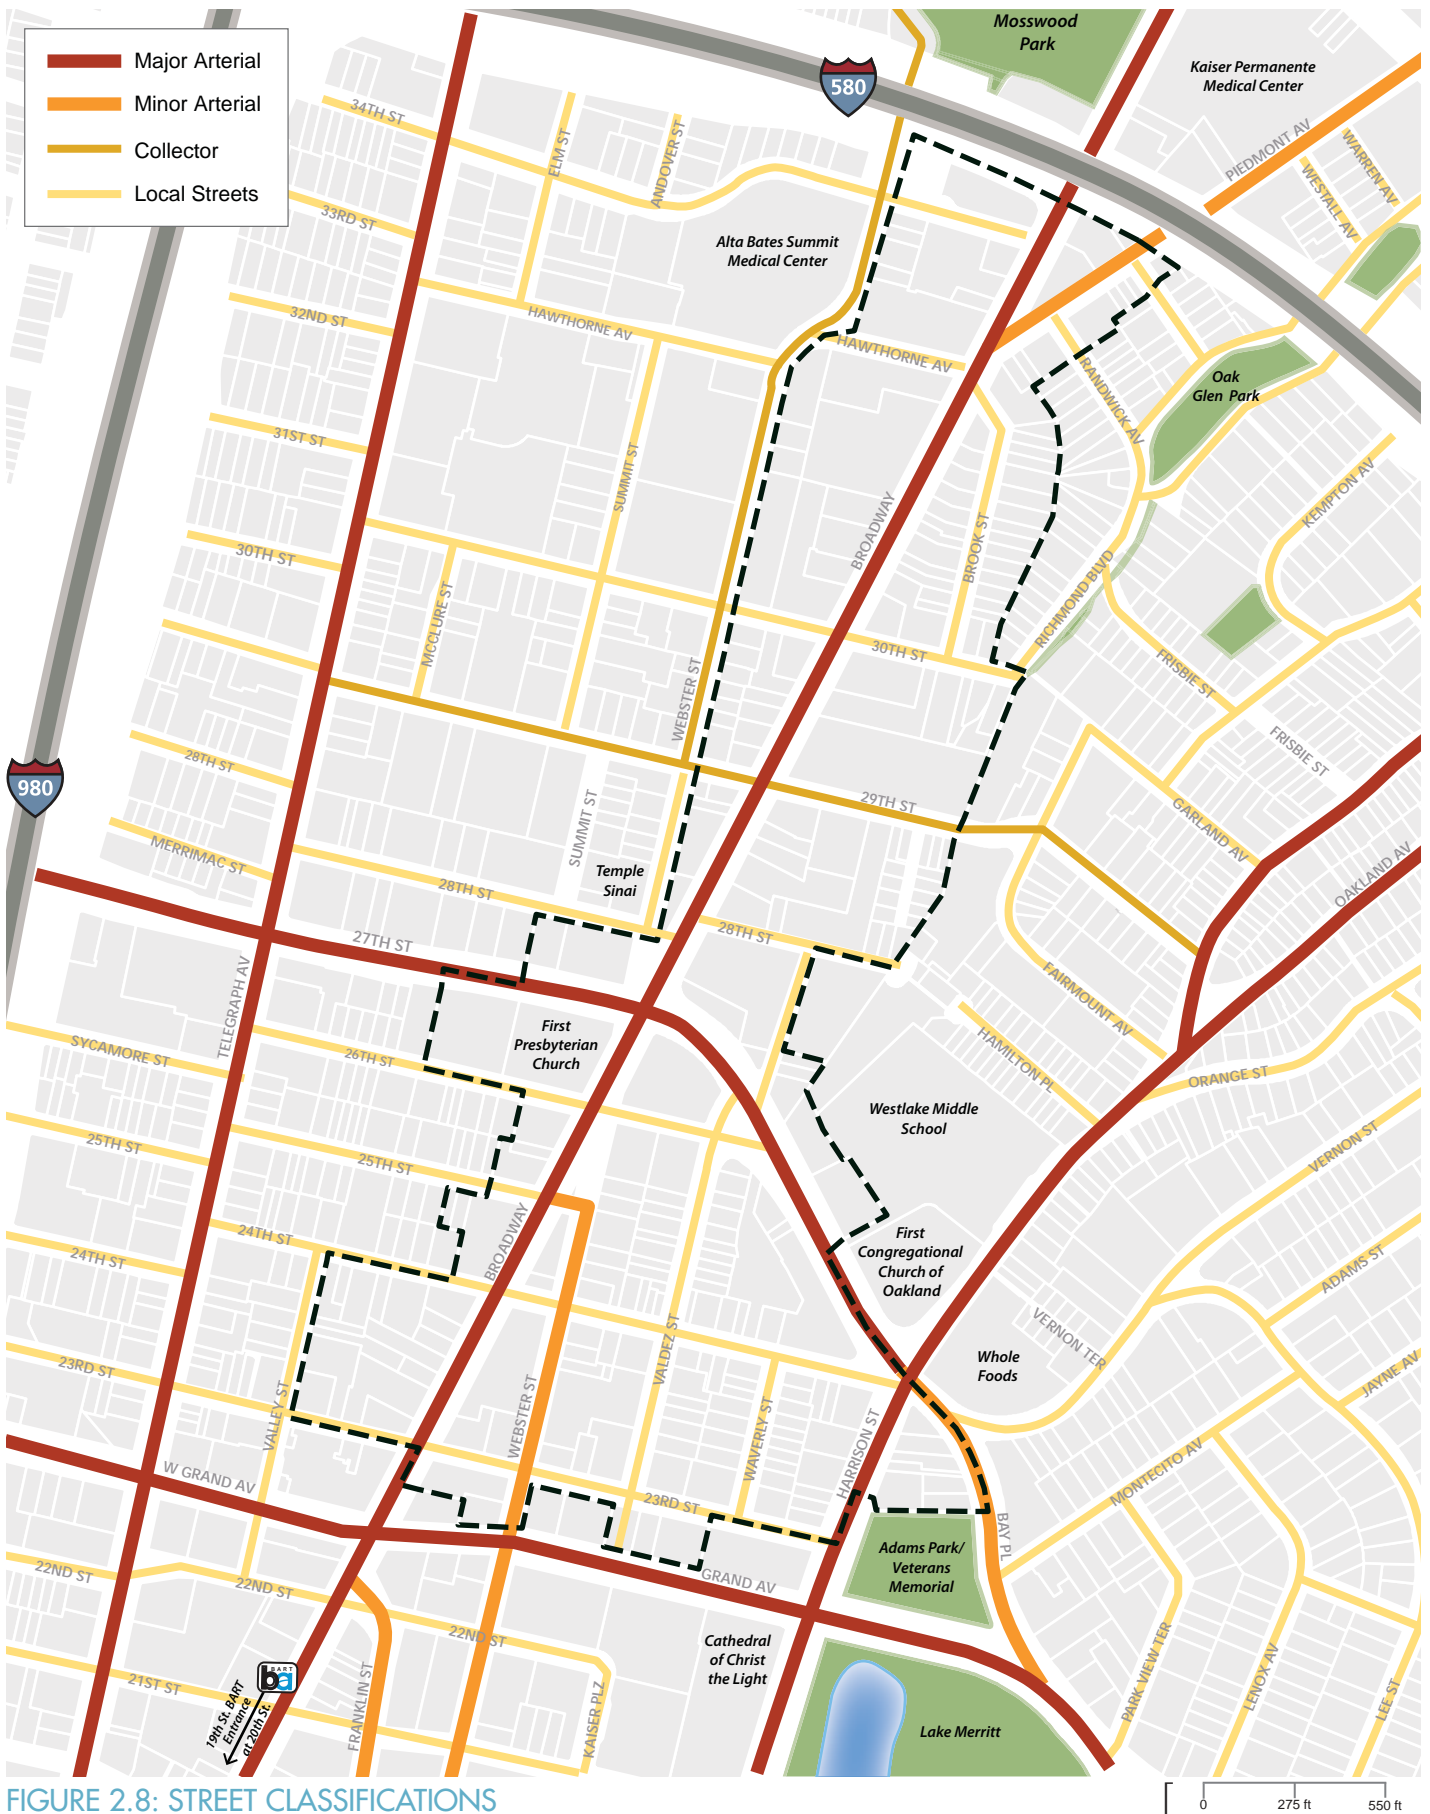 Major Arterial
Minor Arterial
Collector
Local Streets
Mosswood
Park
Kaiser Permanente
Medical Center
580
PIEDMONT AV
WARREN AV
WESTALL AV
34TH ST
ELM ST
ANDOVER ST
33RD ST
Alta Bates Summit
Medical Center
32ND ST
HAWTHORNE AV
HAWTHORNE AV
RANDWICK AV
Oak
Glen Park
31ST ST
SUMMIT ST
BROADWAY
BROOK ST
KEMPTON AV
30TH ST
MCCLURE ST
RICHMOND BLVD
30TH ST
FRISBIE ST
WEBSTER ST
FRISBIE ST
28TH ST
980
29TH ST
SUMMIT ST
GARLAND AV
MERRIMAC ST
Temple
Sinai
28TH ST
OAKLAND AV
27TH ST
28TH ST
TELEGRAPH AV
FAIRMOUNT AV
First
Presbyterian
Church
SYCAMORE ST
26TH ST
HAMILTON PL
ORANGE ST
Westlake Middle
School
25TH ST
25TH ST
VERNON ST
BROADWAY
24TH ST
24TH ST
First
Congregational
Church of
Oakland
ADAMS ST
VERNON TER
VALDEZ ST
Whole
Foods
23RD ST
JAYNE AV
VALLEY ST
WEBSTER ST
WAVERLY ST
HARRISON ST
W GRAND AV
MONTECITO AV
23RD ST
BAY PL
Adams Park/
Veterans
Memorial
22ND ST
22ND ST
GRAND AV
22ND ST
Cathedral
of Christ
the Light
PARK VIEW TER
LENOX AV
LEE ST
21ST ST
BART
ba
19th St. BART
Entrance
at 20th St.
FRANKLIN ST
KAISER PLZ
Lake Merritt
FIGURE 2.8: STREET CLASSIFICATIONS
0
275 ft
550 ft